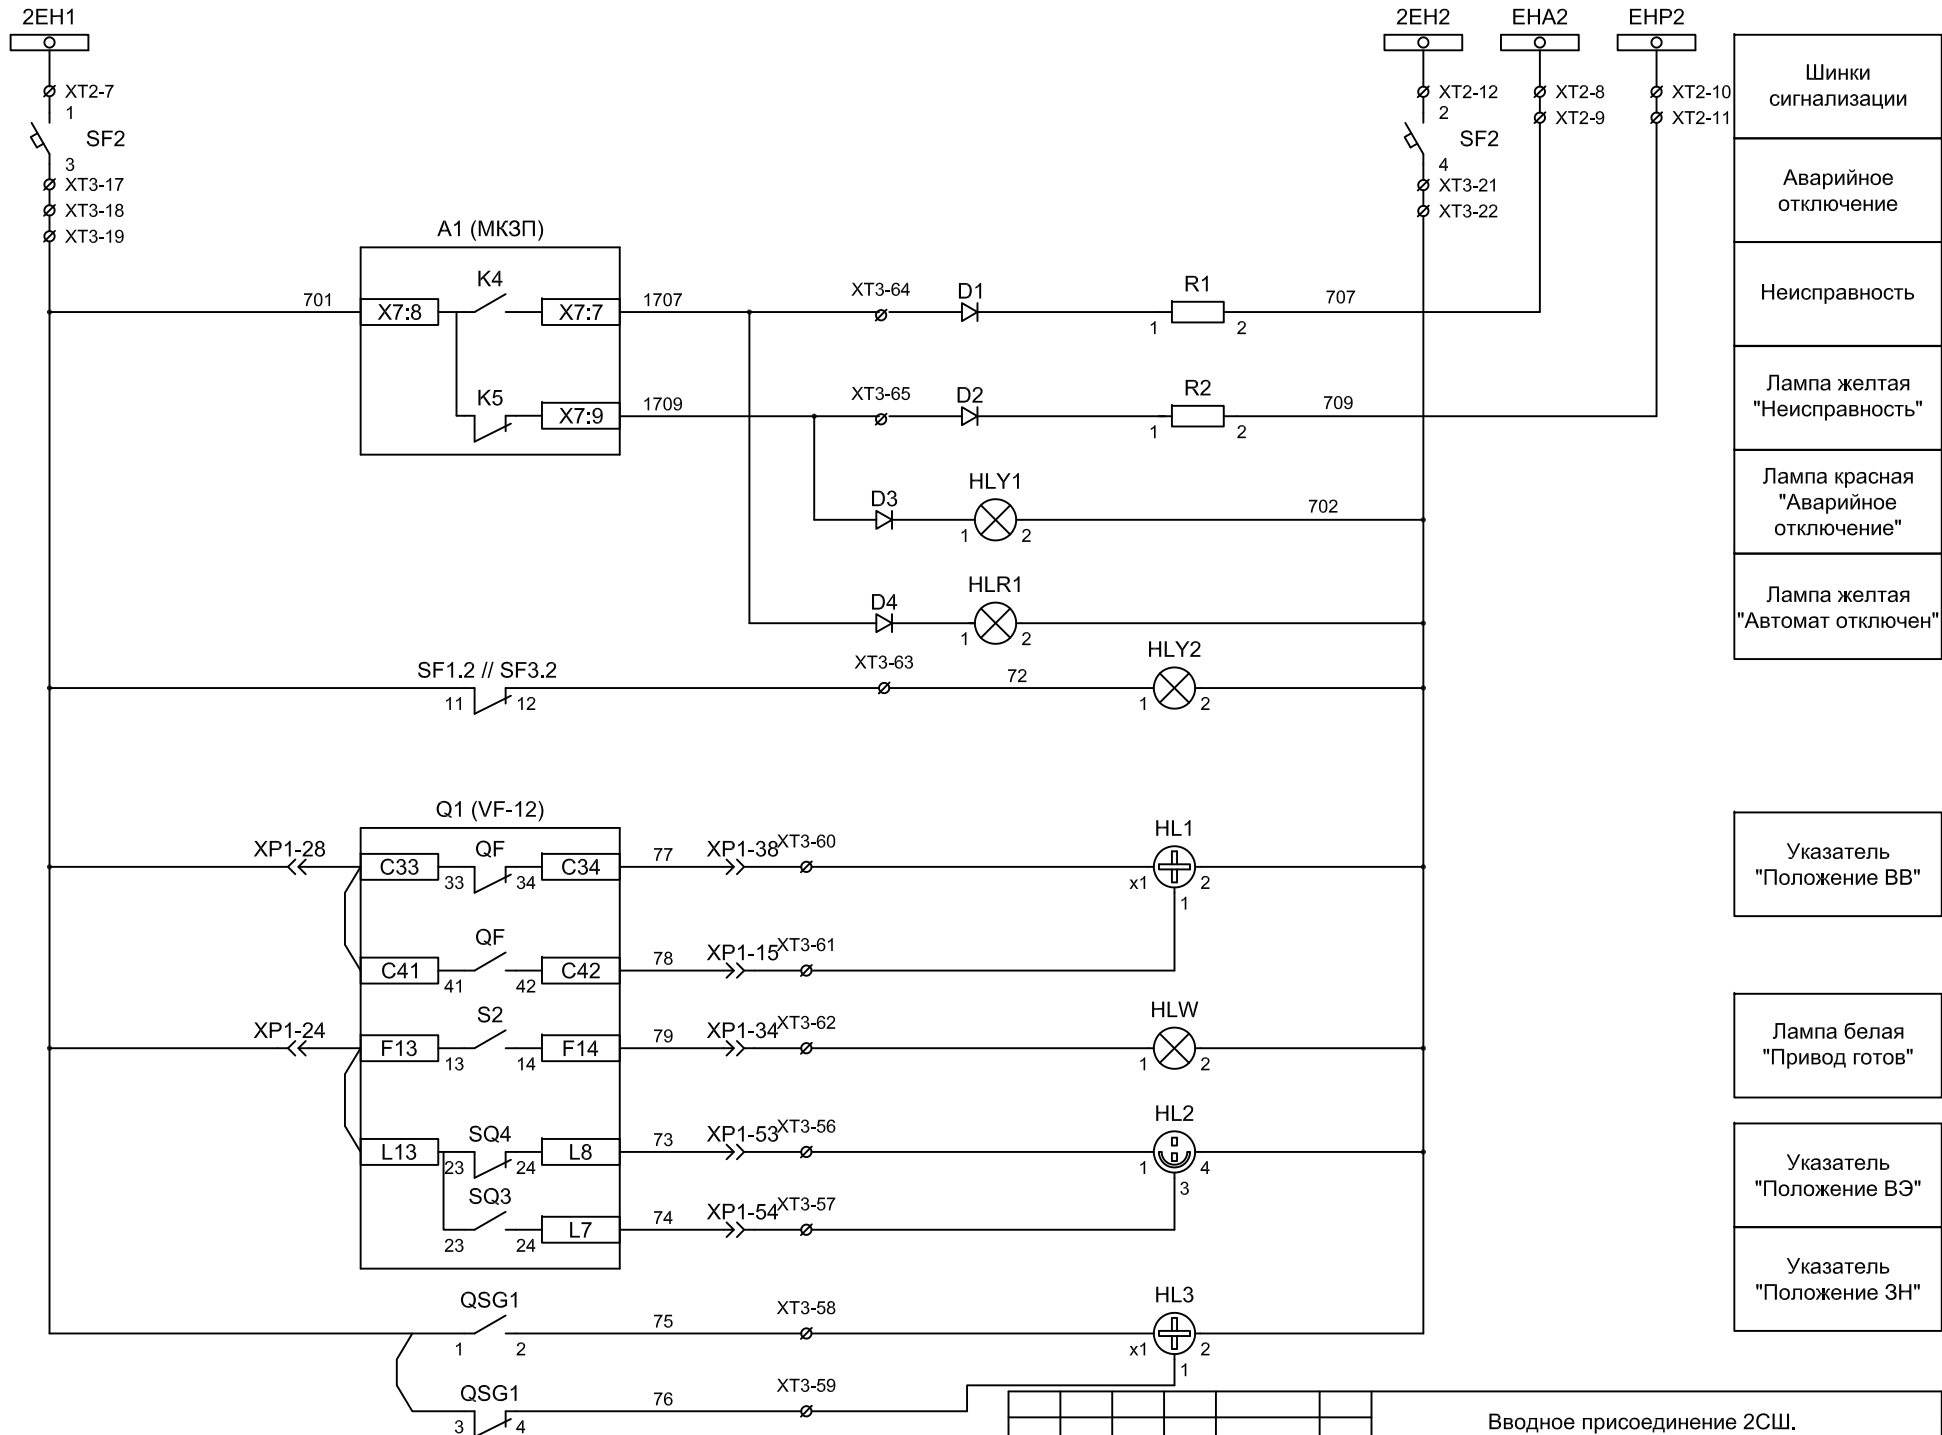 2EH1
2EH2
EHA2
EHP2
XT2-7
1
SF2
3
XT3-17
XT3-18
XT3-19
XT2-12
2
SF2
4
XT3-21
XT3-22
XT2-8
XT2-9
XT2-10
XT2-11
Шинки
сигнализации
Аварийное
отключение
Неисправность
Лампа желтая
"Неисправность"
Лампа красная
"Аварийное
отключение"
Лампа желтая
"Автомат отключен"
A1 (МКЗП)
701
X7:8
K4
X7:7
1707
XT3-64
D1
R1
1
2
707
K5
X7:9
1709
XT3-65
D2
R2
1
2
709
D3
HLY1
1
2
702
D4
HLR1
1
2
SF1.2 // SF3.2
11
12
XT3-63
72
HLY2
1
2
Q1 (VF-12)
XP1-28
C33
33
QF
34
C34
77
XP1-38
XT3-60
HL1
x1
2
1
Указатель
"Положение ВВ"
C41
41
QF
42
C42
78
XP1-15
XT3-61
XP1-24
F13
13
S2
14
F14
79
XP1-34
XT3-62
HLW
1
2
Лампа белая
"Привод готов"
L13
23
SQ4
24
L8
73
XP1-53
XT3-56
HL2
1
4
3
Указатель
"Положение ВЭ"
SQ3
23
24
L7
74
XP1-54
XT3-57
QSG1
1
2
75
XT3-58
HL3
x1
2
1
Указатель
"Положение ЗН"
QSG1
3
4
76
XT3-59
Вводное присоединение 2СШ.